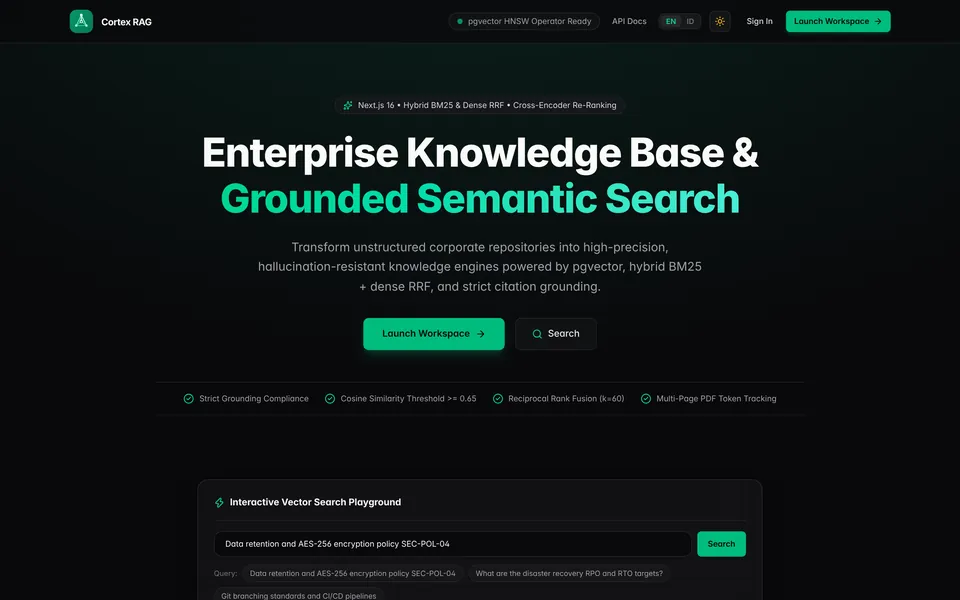 Cortex RAG
pgvector HNSW Operator Ready
API Docs
EN ID
Sign In
Launch Workspace →
Next.js 16 • Hybrid BM25 & Dense RRF • Cross-Encoder Re-Ranking
Enterprise Knowledge Base &
Grounded Semantic Search
Transform unstructured corporate repositories into high-precision,
hallucination-resistant knowledge engines powered by pgvector, hybrid BM25
+ dense RRF, and strict citation grounding.
Launch Workspace →
Search
Strict Grounding Compliance
Cosine Similarity Threshold >= 0.65
Reciprocal Rank Fusion (k=60)
Multi-Page PDF Token Tracking
Interactive Vector Search Playground
Data retention and AES-256 encryption policy SEC-POL-04
Search
Query:
Data retention and AES-256 encryption policy SEC-POL-04
What are the disaster recovery RPO and RTO targets?
Git branching standards and CI/CD pipelines